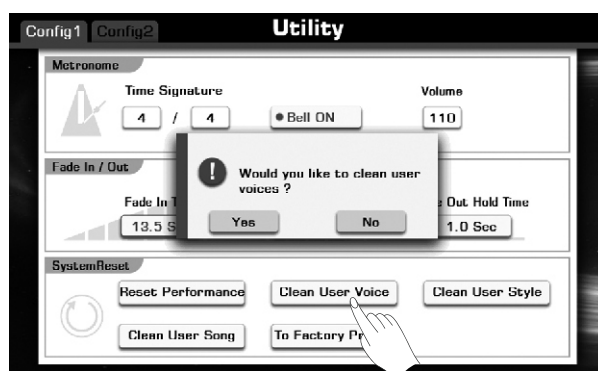 Config1 Config2 Utility
Metronome
Time Signature Volume
4 / 4 Bell ON 110
Would you like to clean user
voices ?
Yes No
Fade In / Out
Fade In Out Hold Time
13.5 1.0 Sec
SystemReset
Reset Performance Clean User Voice Clean User Style
Clean User Song To Factory